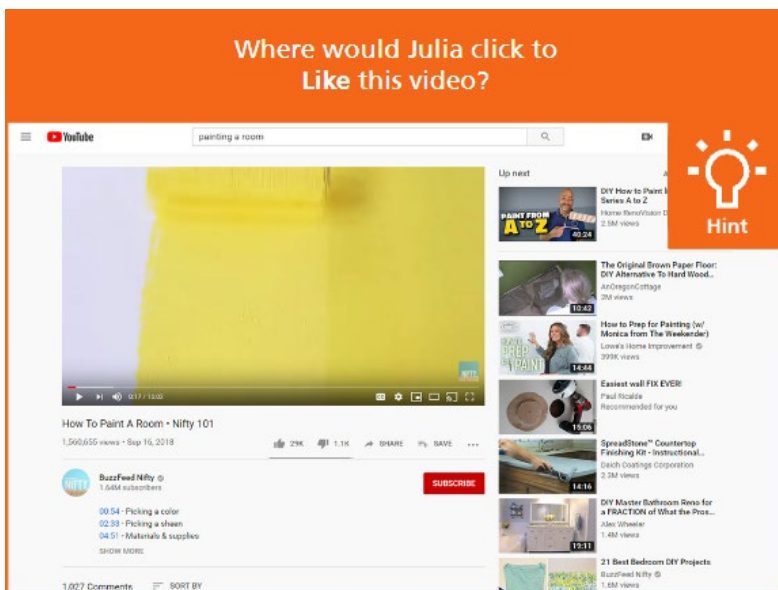 Where would Julia click to
Like this video?
YouTube
painting a room
Hint
NIFTY
0:17 / 13:02
How To Paint A Room • Nifty 101
1,560,655 views • Sep 16, 2018
29K
1.1K
SHARE
SAVE
NIFTY
BuzzFeed Nifty
1.64M subscribers
SUBSCRIBE
00:54 - Picking a color
02:33 - Picking a sheen
04:51 - Materials & supplies
SHOW MORE
1,027 Comments
SORT BY
Up next
PAINT FROM
A TO Z
40:24
DIY How to Paint
Series A to Z
Home RenoVision D
2.5M views
10:42
The Original Brown Paper Floor:
DIY Alternative To Hard Wood...
AnOregonCottage
2M views
PREP
PAINT
14:44
How to Prep for Painting (w/
Monica from The Weekender)
Lowe's Home Improvement
399K views
15:06
Easiest wall FIX EVER!
Paul Ricalde
Recommended for you
14:16
SpreadStone™ Countertop
Finishing Kit - Instructional...
Daich Coatings Corporation
2.3M views
19:11
DIY Master Bathroom Reno for
a FRACTION of What the Pros...
Alex Wheeler
1.4M views
21 Best Bedroom DIY Projects
BuzzFeed Nifty
1.6M views